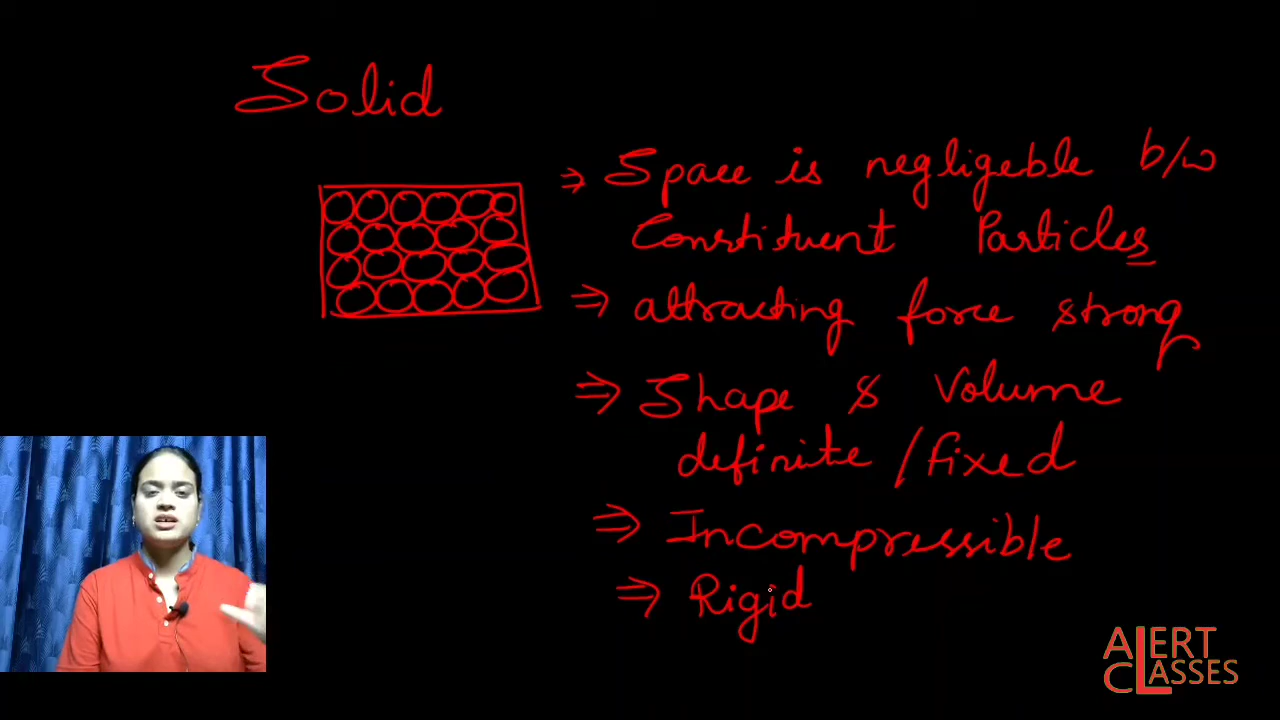 Solid
⇒ Space is negligeble b/w
Constituent Particles
⇒ attracting force strong
⇒ Shape & Volume
definite / fixed
⇒ Incompressible
⇒ Rigid
ALERT
CLASSES